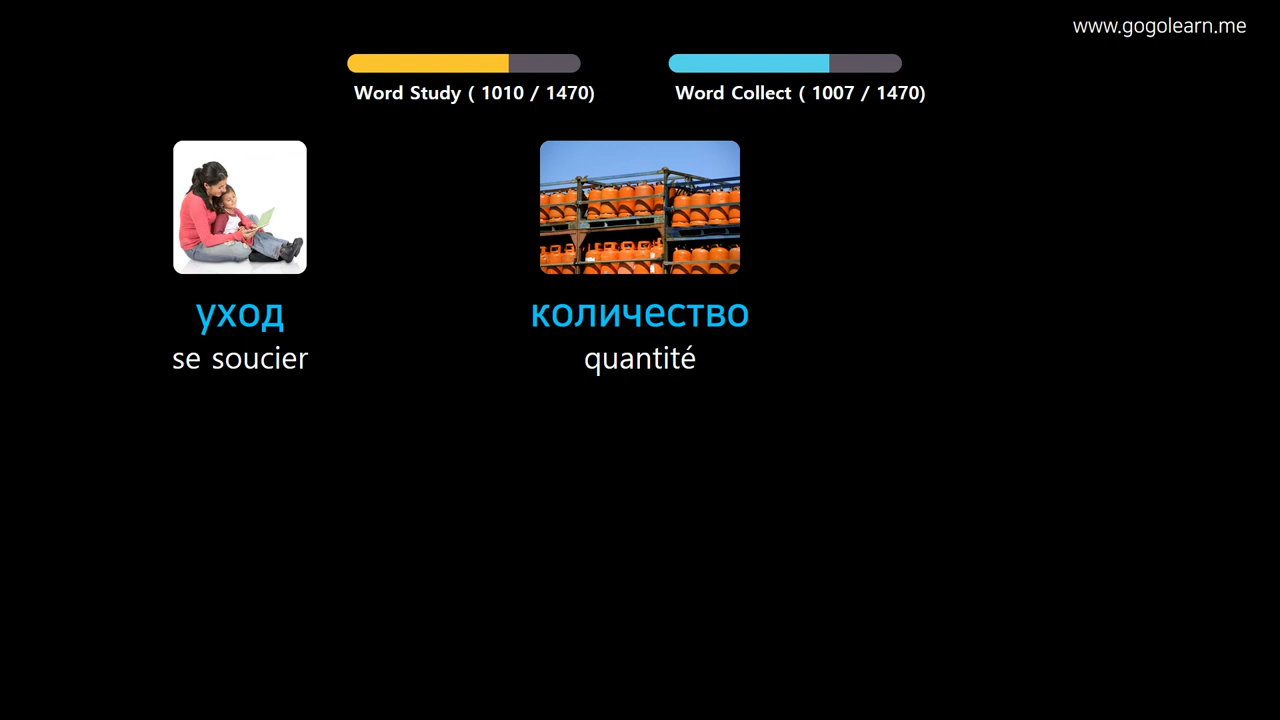 www.gogolearn.me
Word Study ( 1010 / 1470)
Word Collect ( 1007 / 1470)
уход
se soucier
количество
quantité